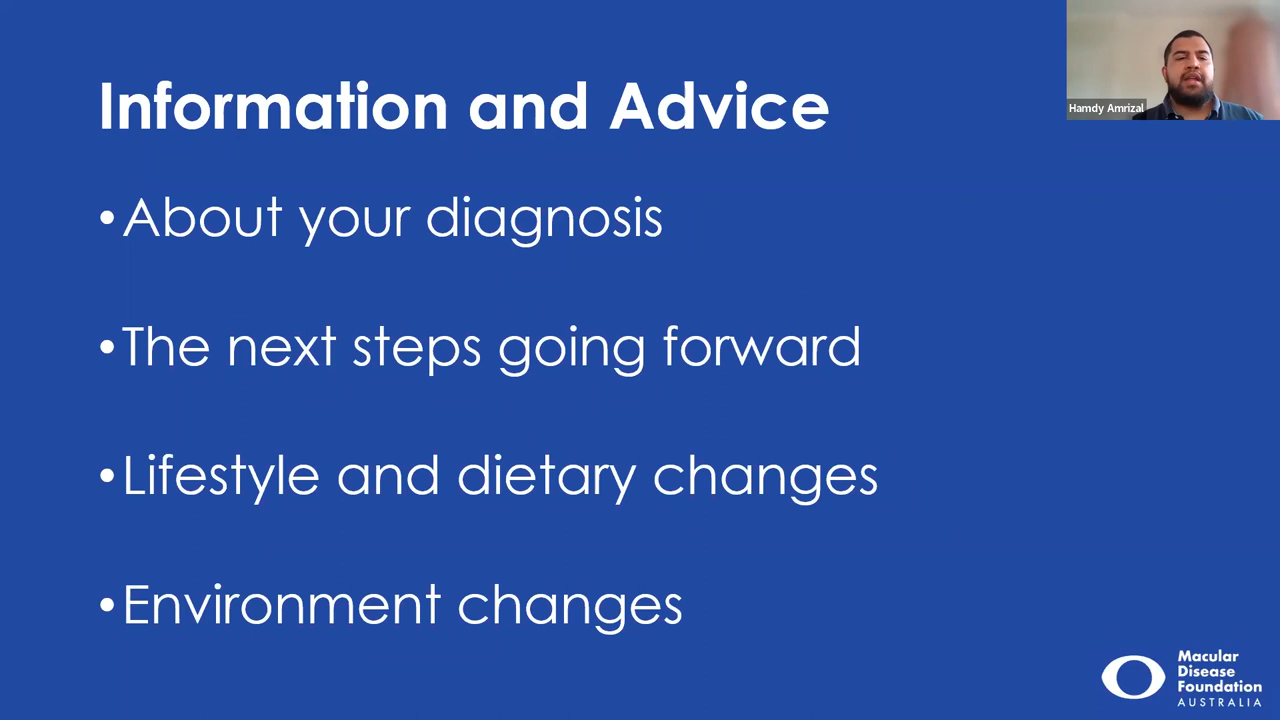 Information and Advice
Hamdy Amrizal
•About your diagnosis
•The next steps going forward
•Lifestyle and dietary changes
•Environment changes
Macular
Disease
Foundation
AUSTRALIA